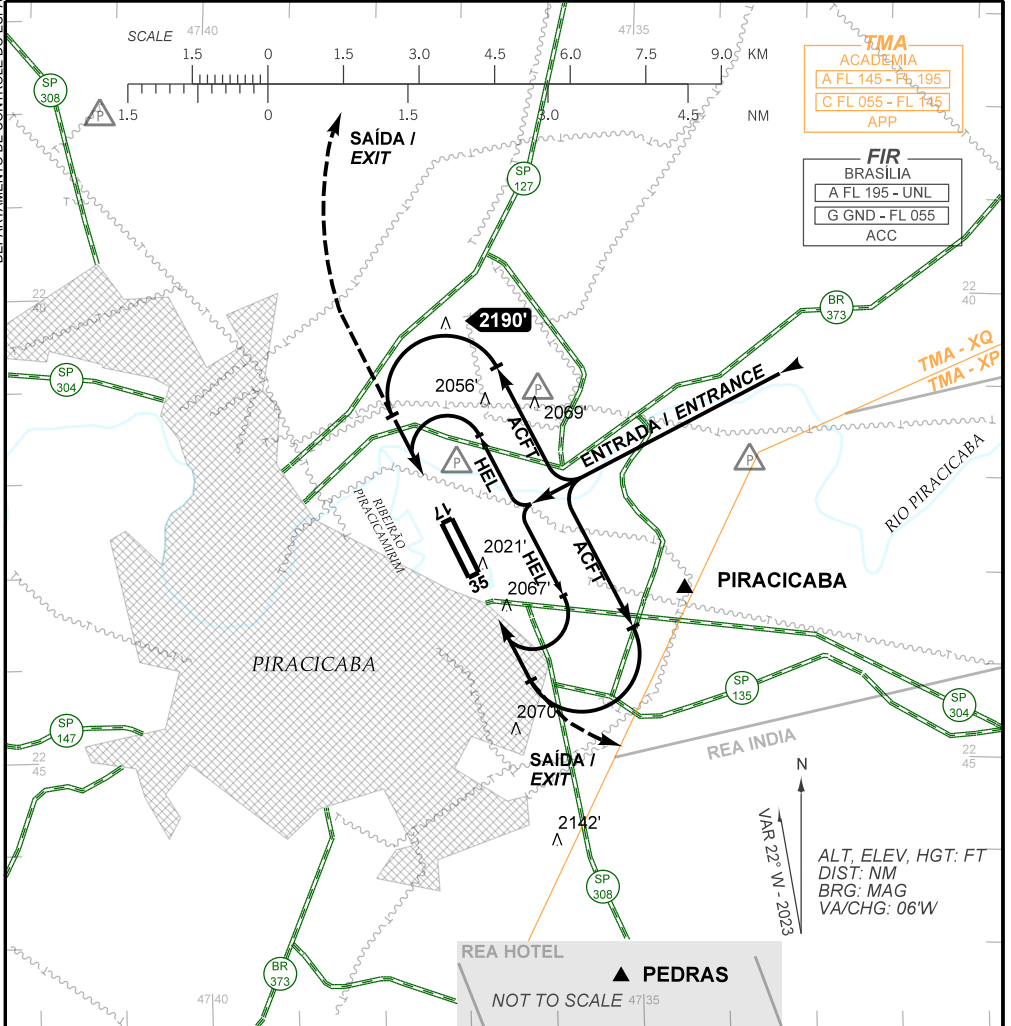 SCALE
47 40
47 35
1.5 0 1.5 3.0 4.5 6.0 7.5 9.0 KM
1.5 0 1.5 3.0 4.5 NM
TMA
ACADEMIA
A FL 145 - FL 195
C FL 055 - FL 145
APP
FIR
BRASÍLIA
A FL 195 - UNL
G GND - FL 055
ACC
SP
308
P
SAÍDA /
EXIT
SP
127
22
40
22
40
BR
373
2190'
TMA - XQ
TMA - XP
SP
304
2056'
P
2069'
ENTRADA / ENTRANCE
ACFT
HEL
P
P
RIO PIRACICABA
RIBEIRÃO
PIRACICAMIRIM
17
35
2021'
HEL
ACFT
2067'
PIRACICABA
PIRACICABA
SP
135
SP
304
SP
147
2070
REA INDIA
SAÍDA /
EXIT
22
45
22
45
N
VAR 22° W - 2023
2142'
ALT, ELEV, HGT: FT
DIST: NM
BRG: MAG
VA/CHG: 06'W
SP
308
REA HOTEL
BR
373
PEDRAS
NOT TO SCALE
47 40
47 35